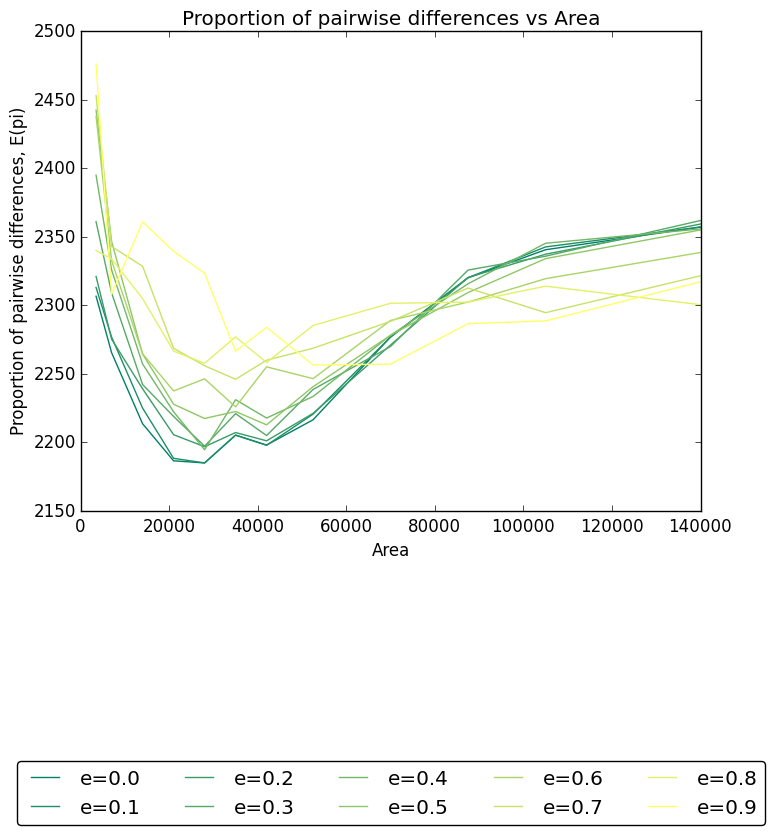 Proportion of pairwise differences vs Area
2500
2450
2400
2350
2300
2250
2200
2150
Proportion of pairwise differences, E(pi)
0 20000 40000 60000 80000 100000 120000 140000
Area
e=0.0 e=0.2 e=0.4 e=0.6 e=0.8
e=0.1 e=0.3 e=0.5 e=0.7 e=0.9